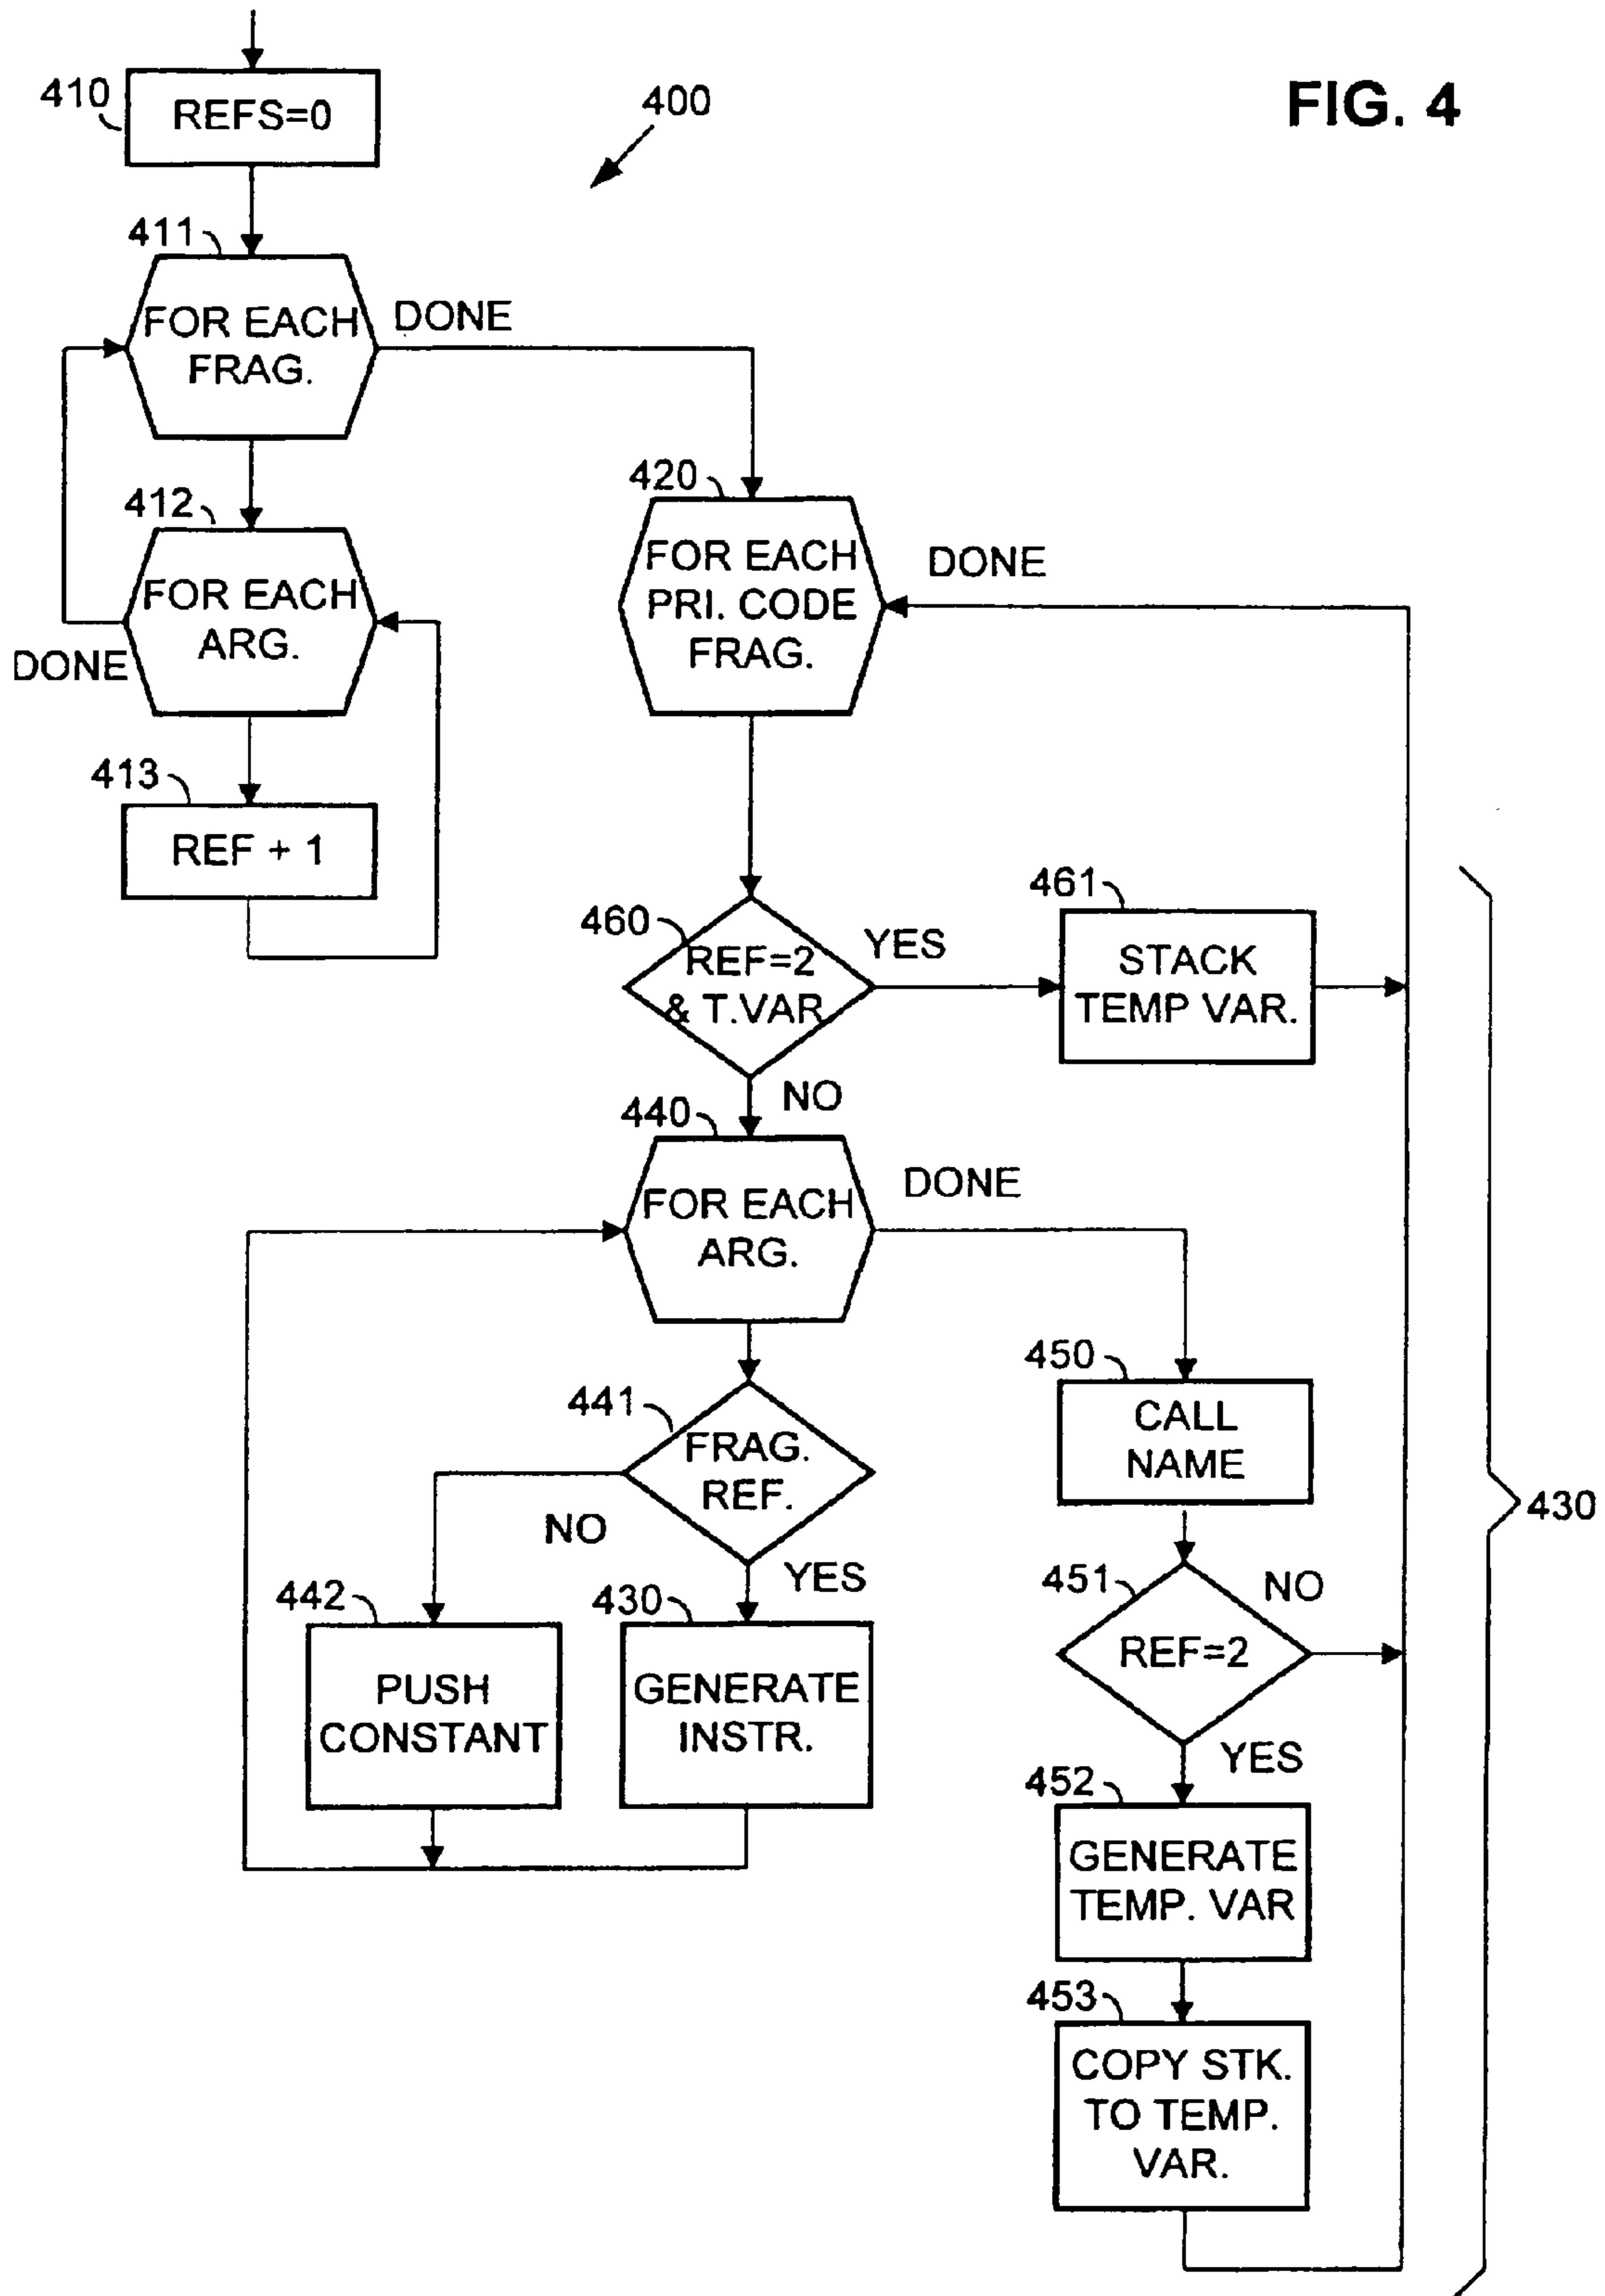 FIG. 4
400
410
REFS=0
411
FOR EACH
FRAG.
DONE
412
FOR EACH
ARG.
DONE
413
REF + 1
420
FOR EACH
PRI. CODE
FRAG.
DONE
460
REF=2
& T.VAR
YES
NO
461
STACK
TEMP VAR.
440
FOR EACH
ARG.
DONE
441
FRAG.
REF.
NO
YES
442
PUSH
CONSTANT
430
GENERATE
INSTR.
450
CALL
NAME
451
REF=2
NO
YES
452
GENERATE
TEMP. VAR
453
COPY STK.
TO TEMP.
VAR.
430